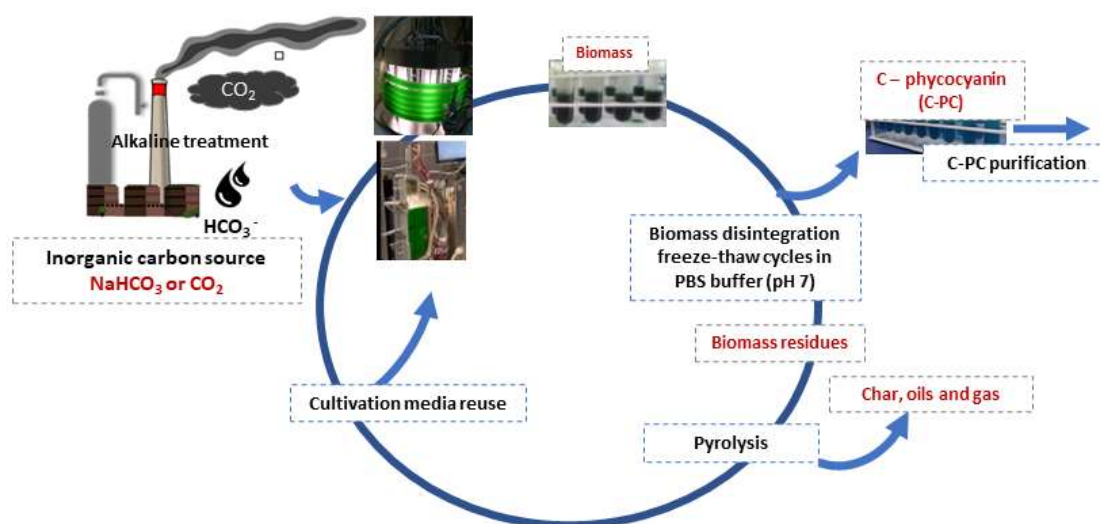 CO₂
Alkaline treatment
HCO₃⁻
Inorganic carbon source
NaHCO₃ or CO₂
Biomass
C – phycocyanin
(C-PC)
C-PC purification
Biomass disintegration
freeze-thaw cycles in
PBS buffer (pH 7)
Biomass residues
Char, oils and gas
Pyrolysis
Cultivation media reuse